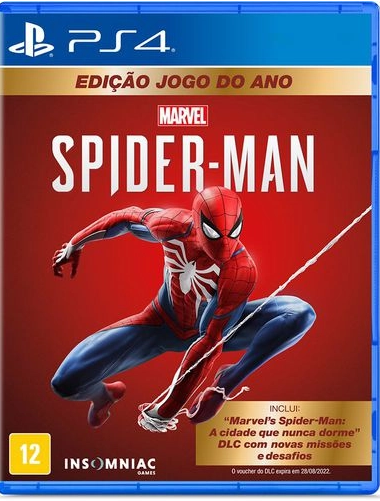 PS4
EDIÇÃO JOGO DO ANO
MARVEL
SPIDER-MAN
INCLUI:
"Marvel's Spider-Man:
A cidade que nunca dorme"
DLC com novas missões
e desafios
O voucher do DLC expira em 28/08/2022.
12
INSOMNIAC
GAMES